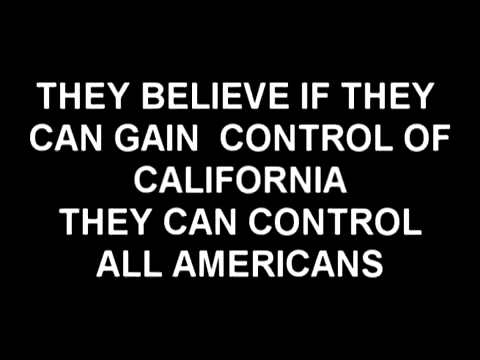 THEY BELIEVE IF THEY
CAN GAIN  CONTROL OF
CALIFORNIA
THEY CAN CONTROL
ALL AMERICANS